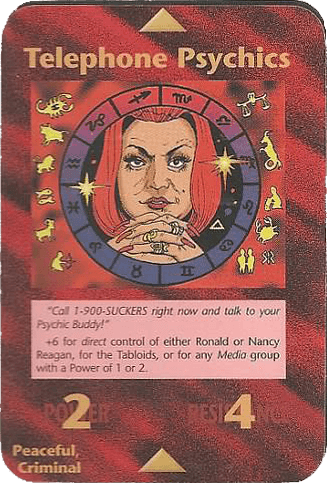 Telephone Psychics
"Call 1-900-SUCKERS right now and talk to your
Psychic Buddy!"
+6 for direct control of either Ronald or Nancy
Reagan, for the Tabloids, or for any Media group
with a Power of 1 or 2.
POWER 2 RESISTANCE 4
Peaceful,
Criminal